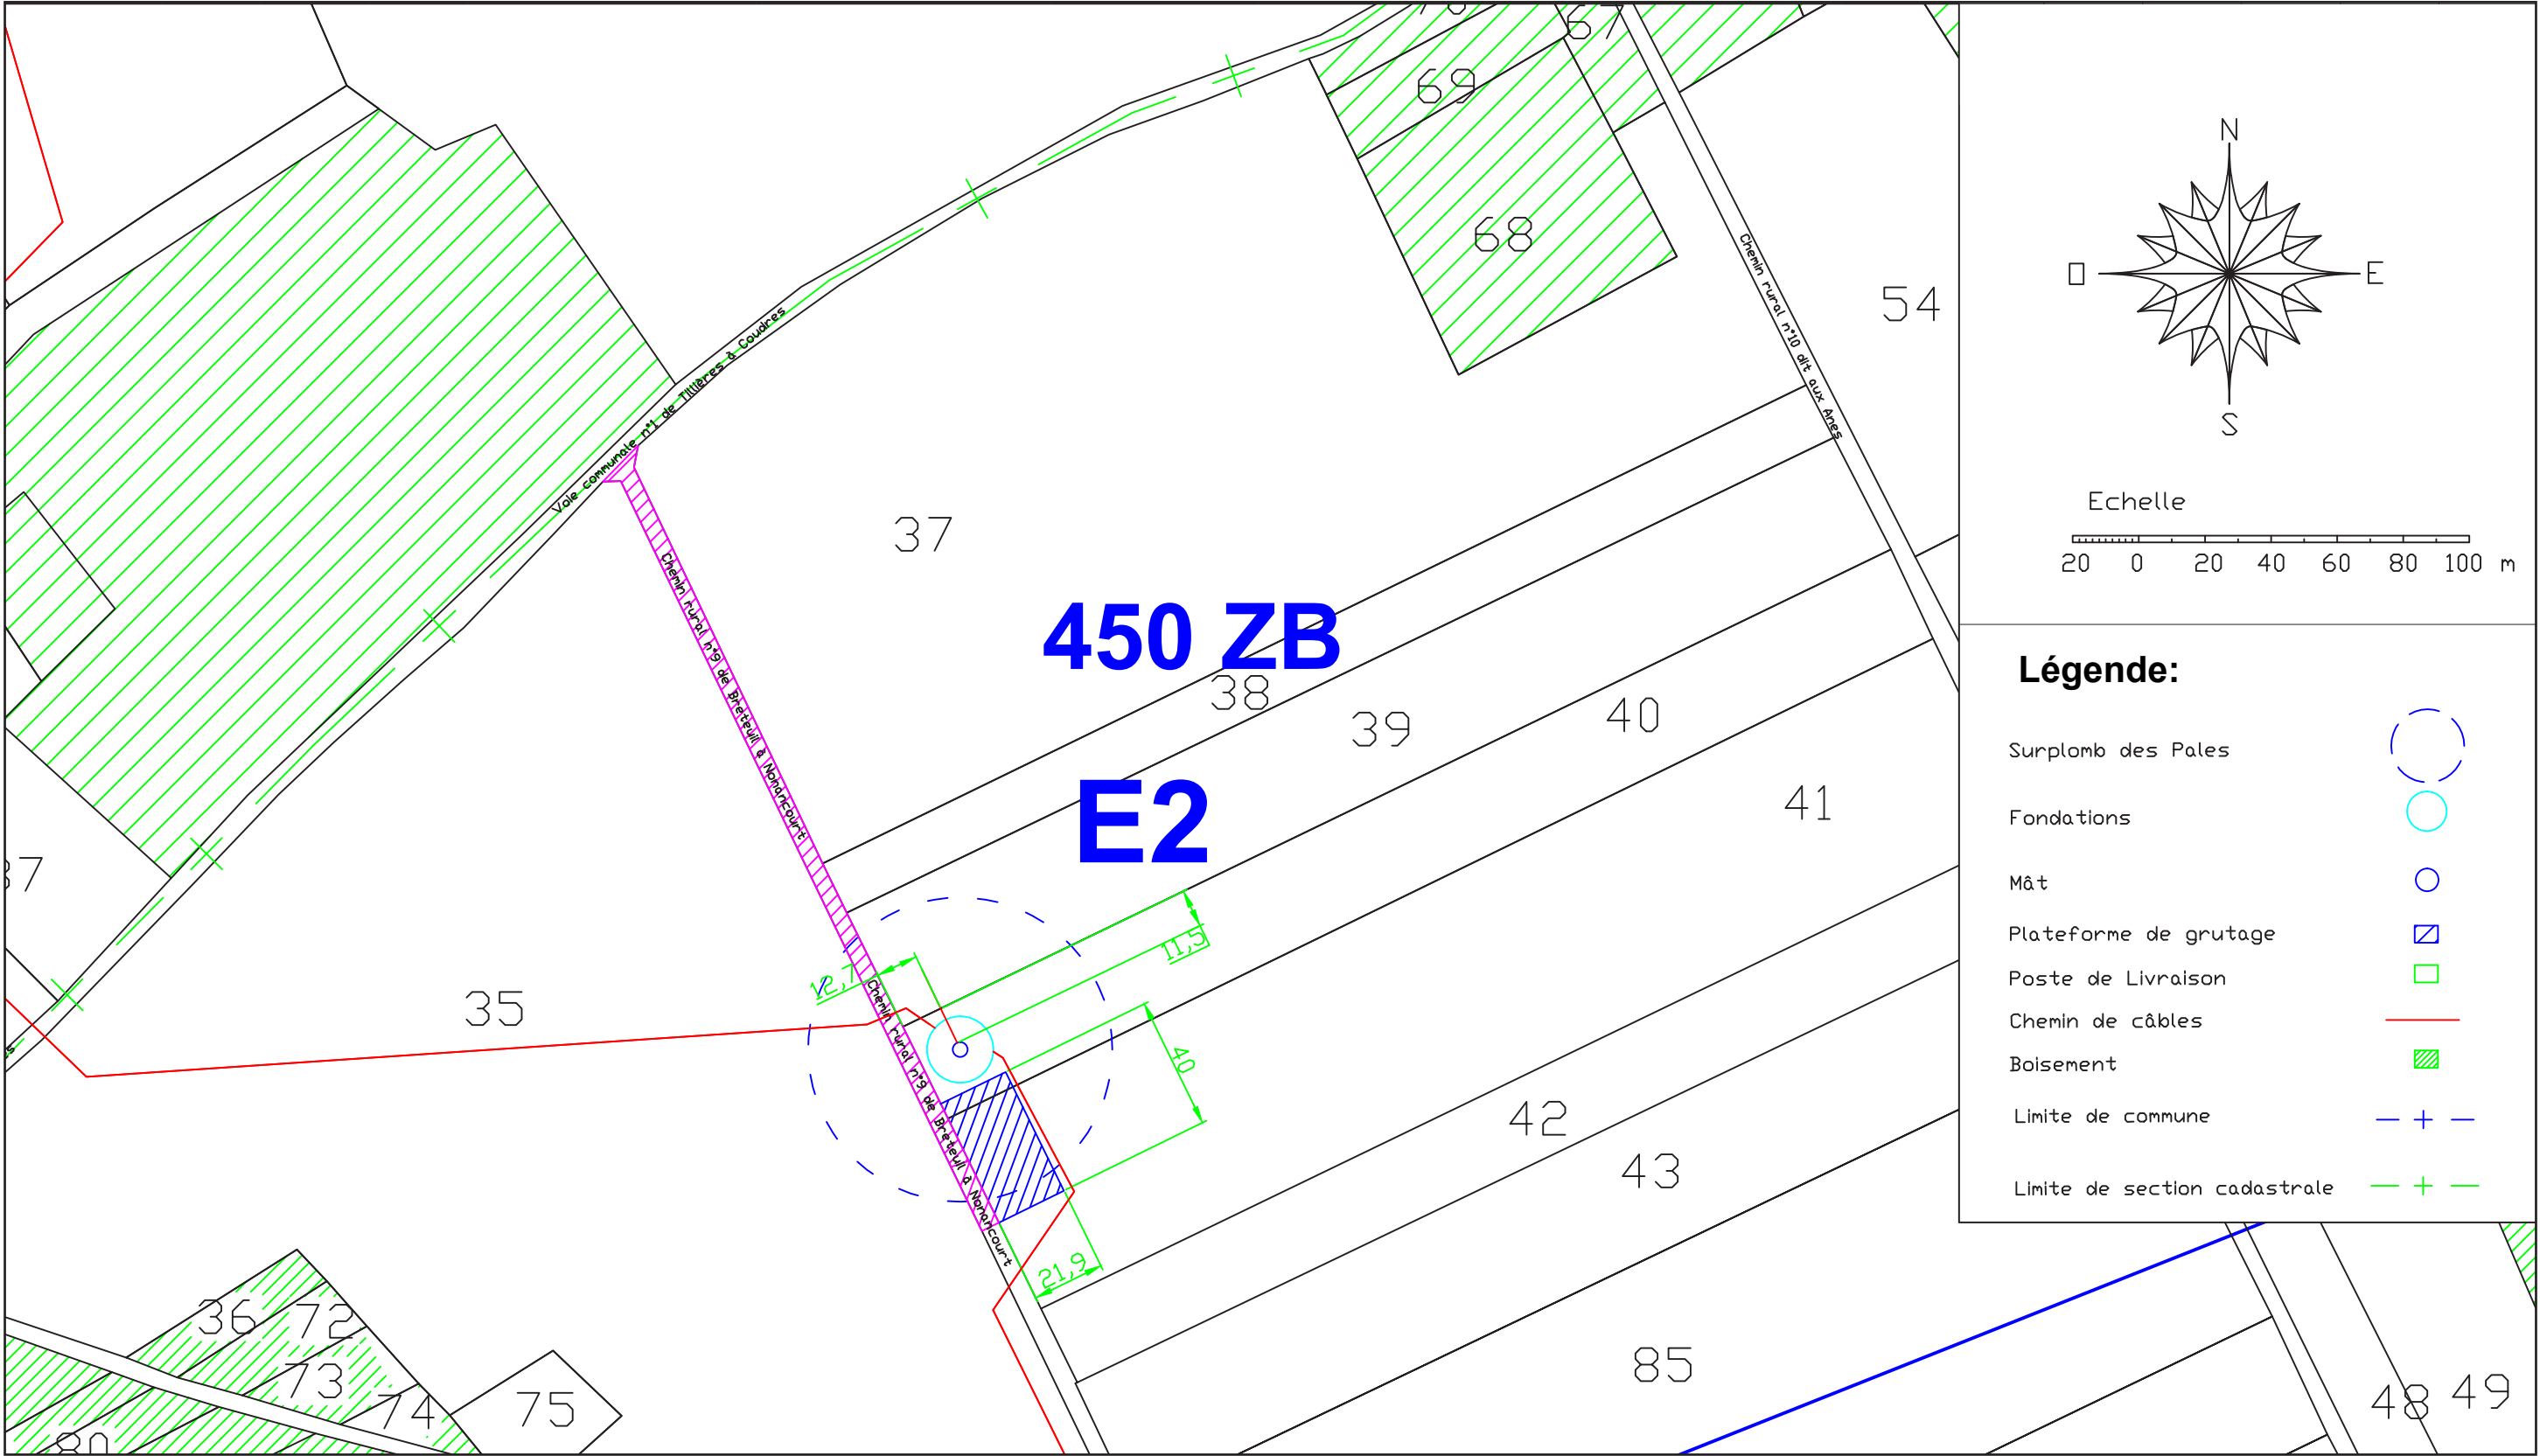 67
69
68
54
Chemin rural n°10 dit aux Anes
Voie communale n°1 de Tillières à Coudres
37
Chemin rural n°9 de Breteuil à Nonancourt
450 ZB
38
39
40
41
E2
11,5
12,7
35
Chemin rural n°9 de Breteuil à Nonancourt
40
42
43
21,9
36
72
73
74
75
80
85
48
49
N
O
E
S
Echelle
20 0 20 40 60 80 100 m
Légende:
Surplomb des Pales
Fondations
Mât
Plateforme de grutage
Poste de Livraison
Chemin de câbles
Boisement
Limite de commune
Limite de section cadastrale